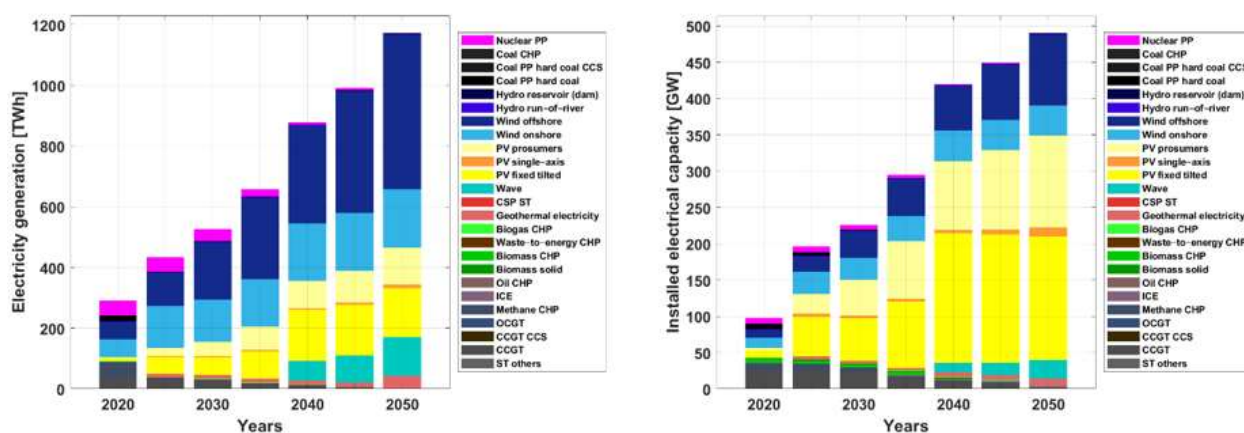 1200
1000
800
600
400
200
0
Electricity generation [TWh]
2020 2030 2040 2050
Years
Nuclear PP
Coal CHP
Coal PP hard coal CCS
Coal PP hard coal
Hydro reservoir (dam)
Hydro run-of-river
Wind offshore
Wind onshore
PV prosumers
PV single-axis
PV fixed tilted
Wave
CSP ST
Geothermal electricity
Biogas CHP
Waste-to-energy CHP
Biomass CHP
Biomass solid
Oil CHP
ICE
Methane CHP
OCGT
CCGT CCS
CCGT
ST others
500
450
400
350
300
250
200
150
100
50
0
Installed electrical capacity [GW]
2020 2030 2040 2050
Years
Nuclear PP
Coal CHP
Coal PP hard coal CCS
Coal PP hard coal
Hydro reservoir (dam)
Hydro run-of-river
Wind offshore
Wind onshore
PV prosumers
PV single-axis
PV fixed tilted
Wave
CSP ST
Geothermal electricity
Biogas CHP
Waste-to-energy CHP
Biomass CHP
Biomass solid
Oil CHP
ICE
Methane CHP
OCGT
CCGT CCS
CCGT
ST others